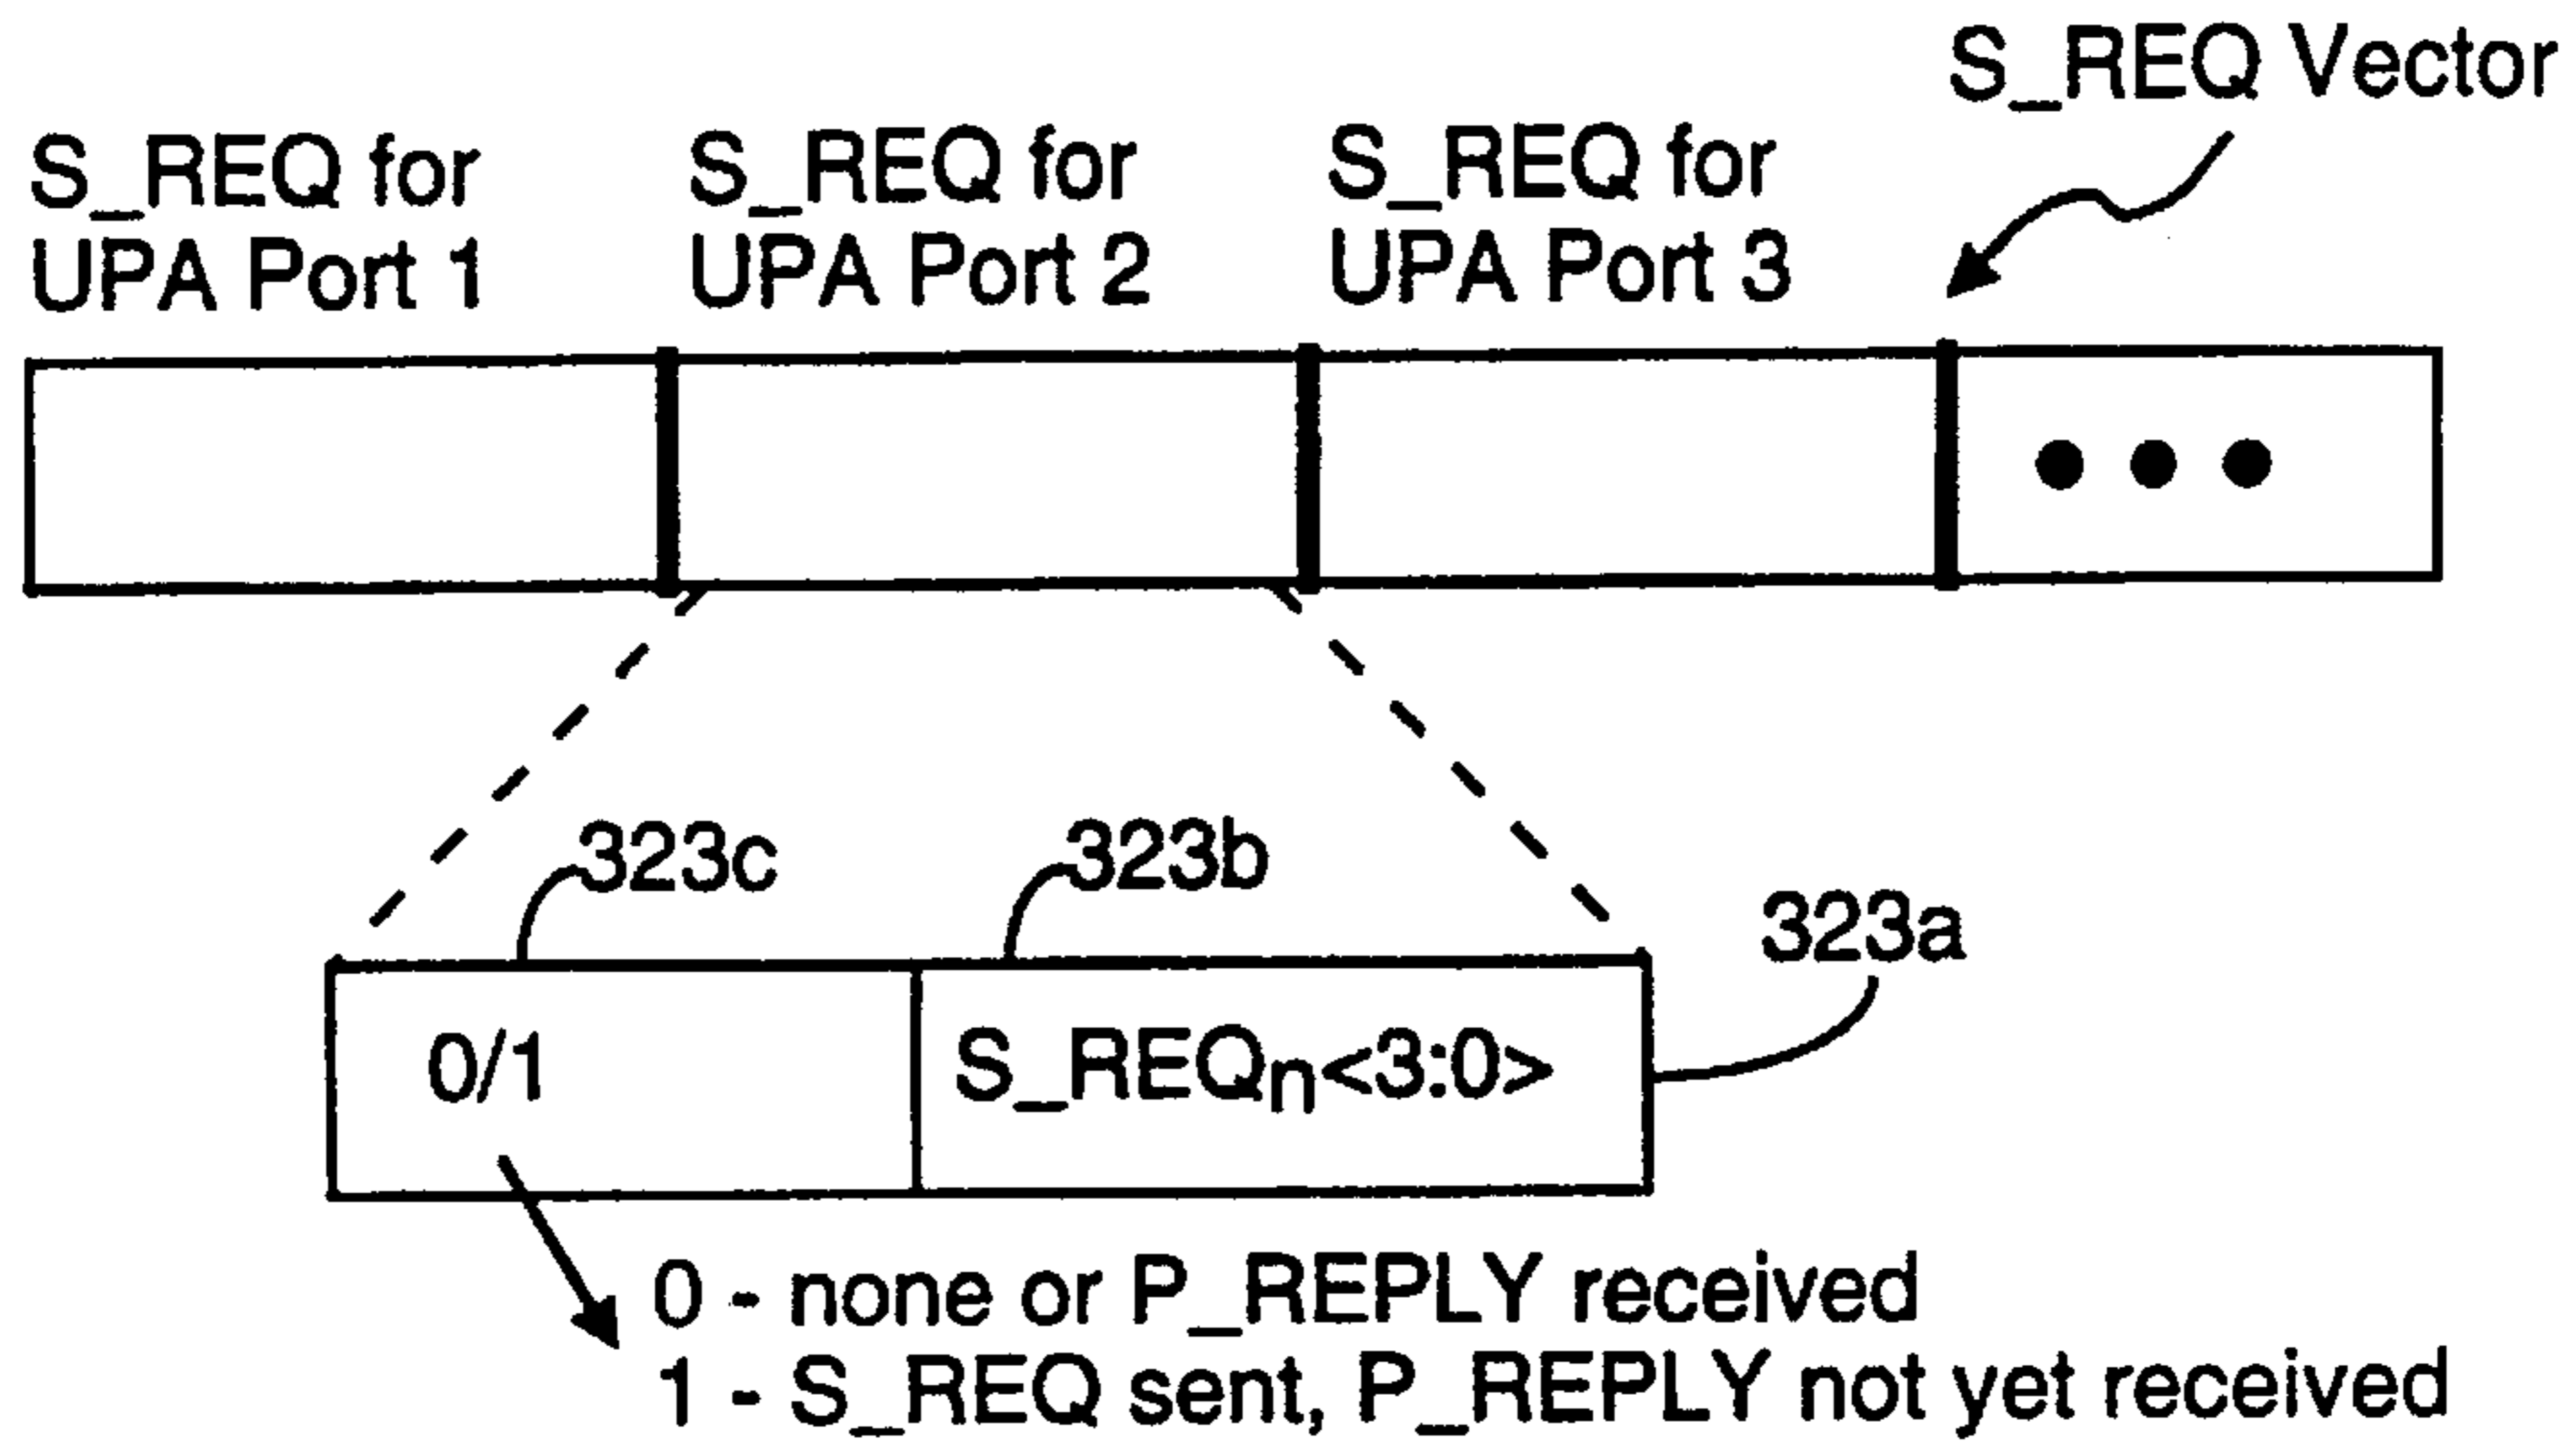 S_REQ Vector
S_REQ for
UPA Port 1
S_REQ for
UPA Port 2
S_REQ for
UPA Port 3
323c
323b
323a
0/1
S_REQn<3:0>
0 - none or P_REPLY received
1 - S_REQ sent, P_REPLY not yet received